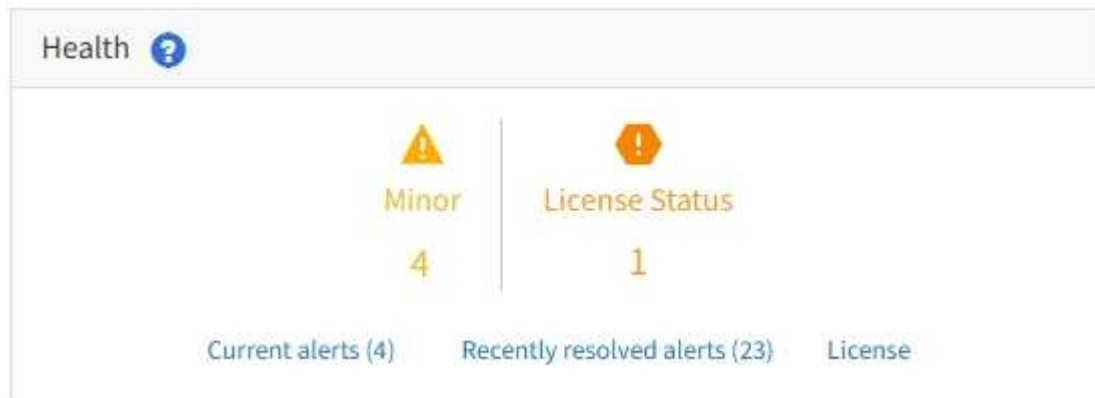 Health
Minor
License Status
4
1
Current alerts (4) Recently resolved alerts (23) License